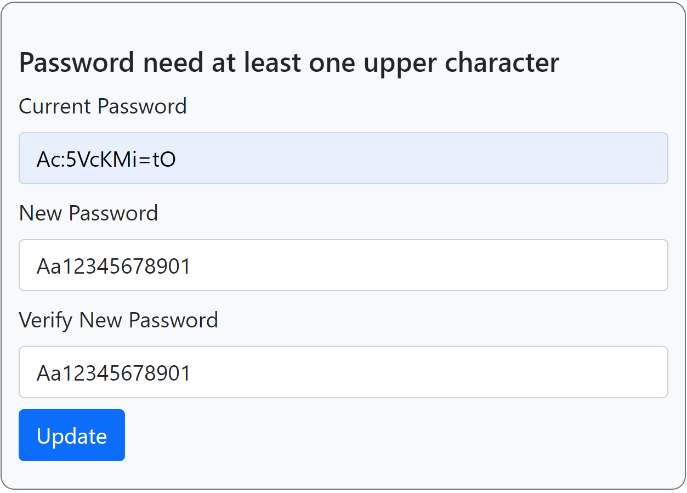 Password need at least one upper character
Current Password
Ac:5VcKMi=tO
New Password
Aa12345678901
Verify New Password
Aa12345678901
Update